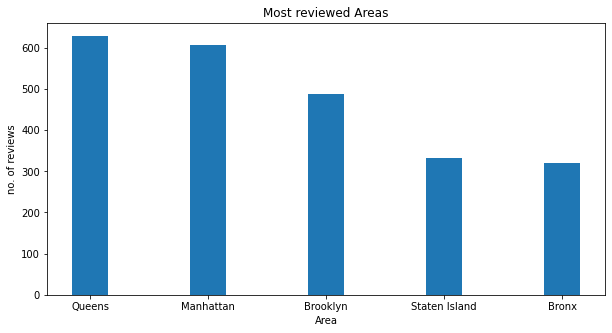 Most reviewed Areas
no. of reviews
600
500
400
300
200
100
0
Queens Manhattan Brooklyn Staten Island Bronx
Area